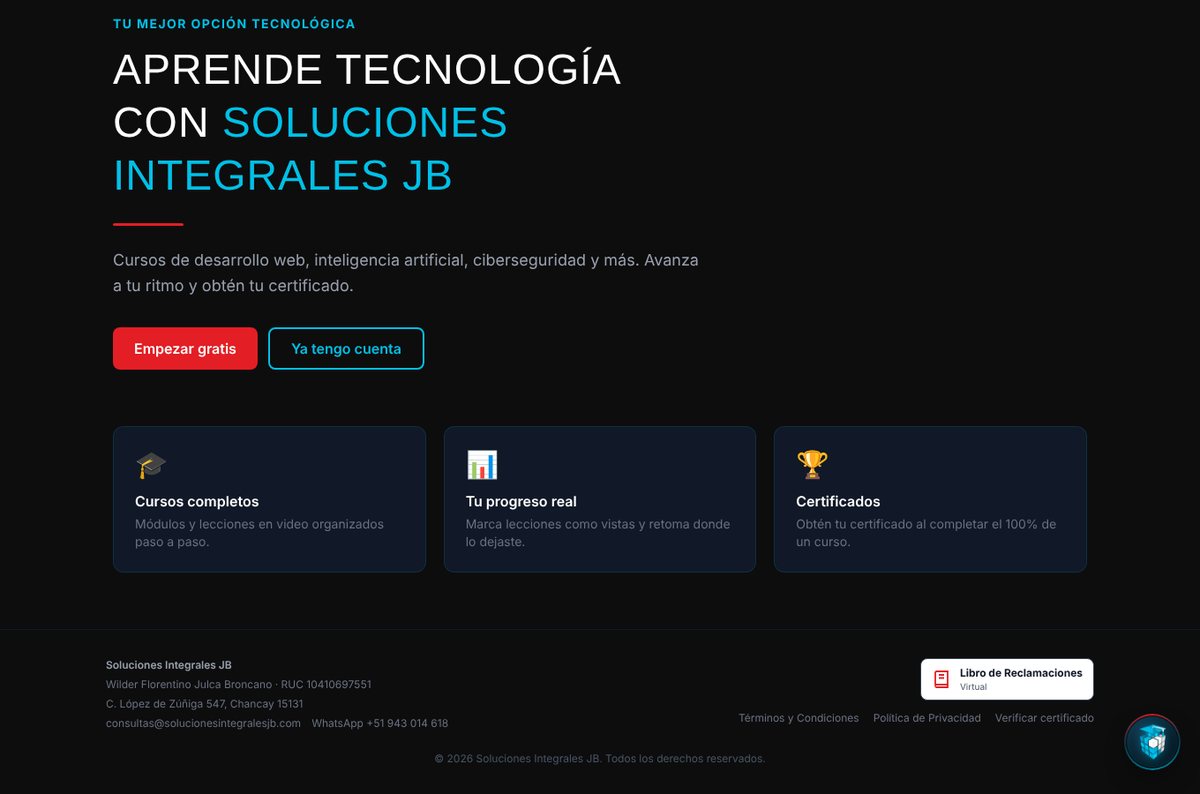 TU MEJOR OPCIÓN TECNOLÓGICA
APRENDE TECNOLOGÍA
CON SOLUCIONES
INTEGRALES JB
Cursos de desarrollo web, inteligencia artificial, ciberseguridad y más. Avanza
a tu ritmo y obtén tu certificado.
Empezar gratis
Ya tengo cuenta
Cursos completos
Módulos y lecciones en video organizados
paso a paso.
Tu progreso real
Marca lecciones como vistas y retoma donde
lo dejaste.
Certificados
Obtén tu certificado al completar el 100% de
un curso.
Soluciones Integrales JB
Wilder Florentino Julca Broncano · RUC 10410697551
C. López de Zúñiga 547, Chancay 15131
consultas@solucionesintegralesjb.com WhatsApp +51 943 014 618
Libro de Reclamaciones
Virtual
Términos y Condiciones Política de Privacidad Verificar certificado
© 2026 Soluciones Integrales JB. Todos los derechos reservados.